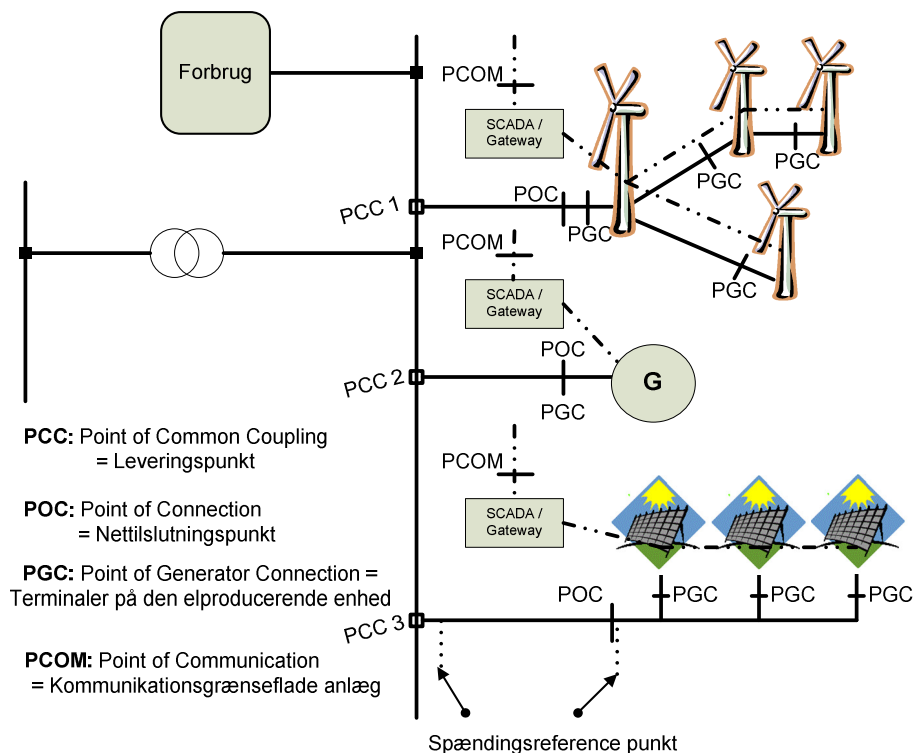 Forbrug
PCOM
SCADA /
Gateway
PGC
PGC
POC
PCC 1
PGC
PCOM
PGC
SCADA /
Gateway
POC
G
PCC 2
PGC
PCC: Point of Common Coupling
= Leveringspunkt
PCOM
POC: Point of Connection
= Nettilslutningspunkt
SCADA /
Gateway
PGC: Point of Generator Connection =
Terminaler på den elproducerende enhed
POC
PGC
PGC
PGC
PCC 3
PCOM: Point of Communication
= Kommunikationsgrænseflade anlæg
Spændingsreference punkt